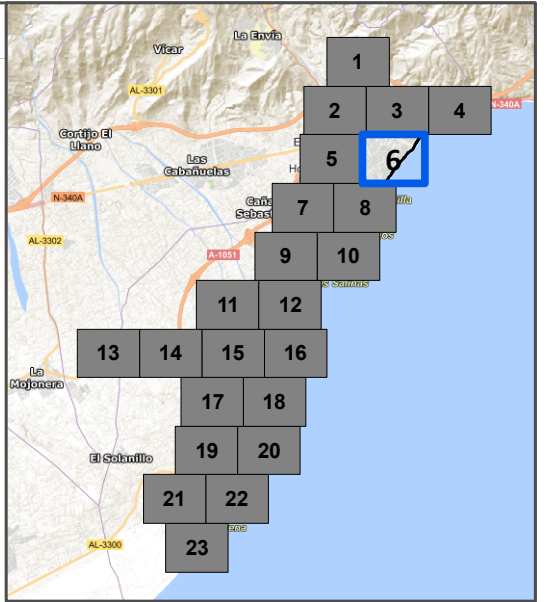 La Envía
Vícar
1
AL-3301
2
3
4
N-340A
Cortijo El
Llano
Las
Cabañuelas
5
6
N-340A
7
8
AL-3302
A-1051
9
10
s Salinas
11
12
13
14
15
16
La
Mojonera
17
18
El Solanillo
19
20
21
22
ena
AL-3300
23